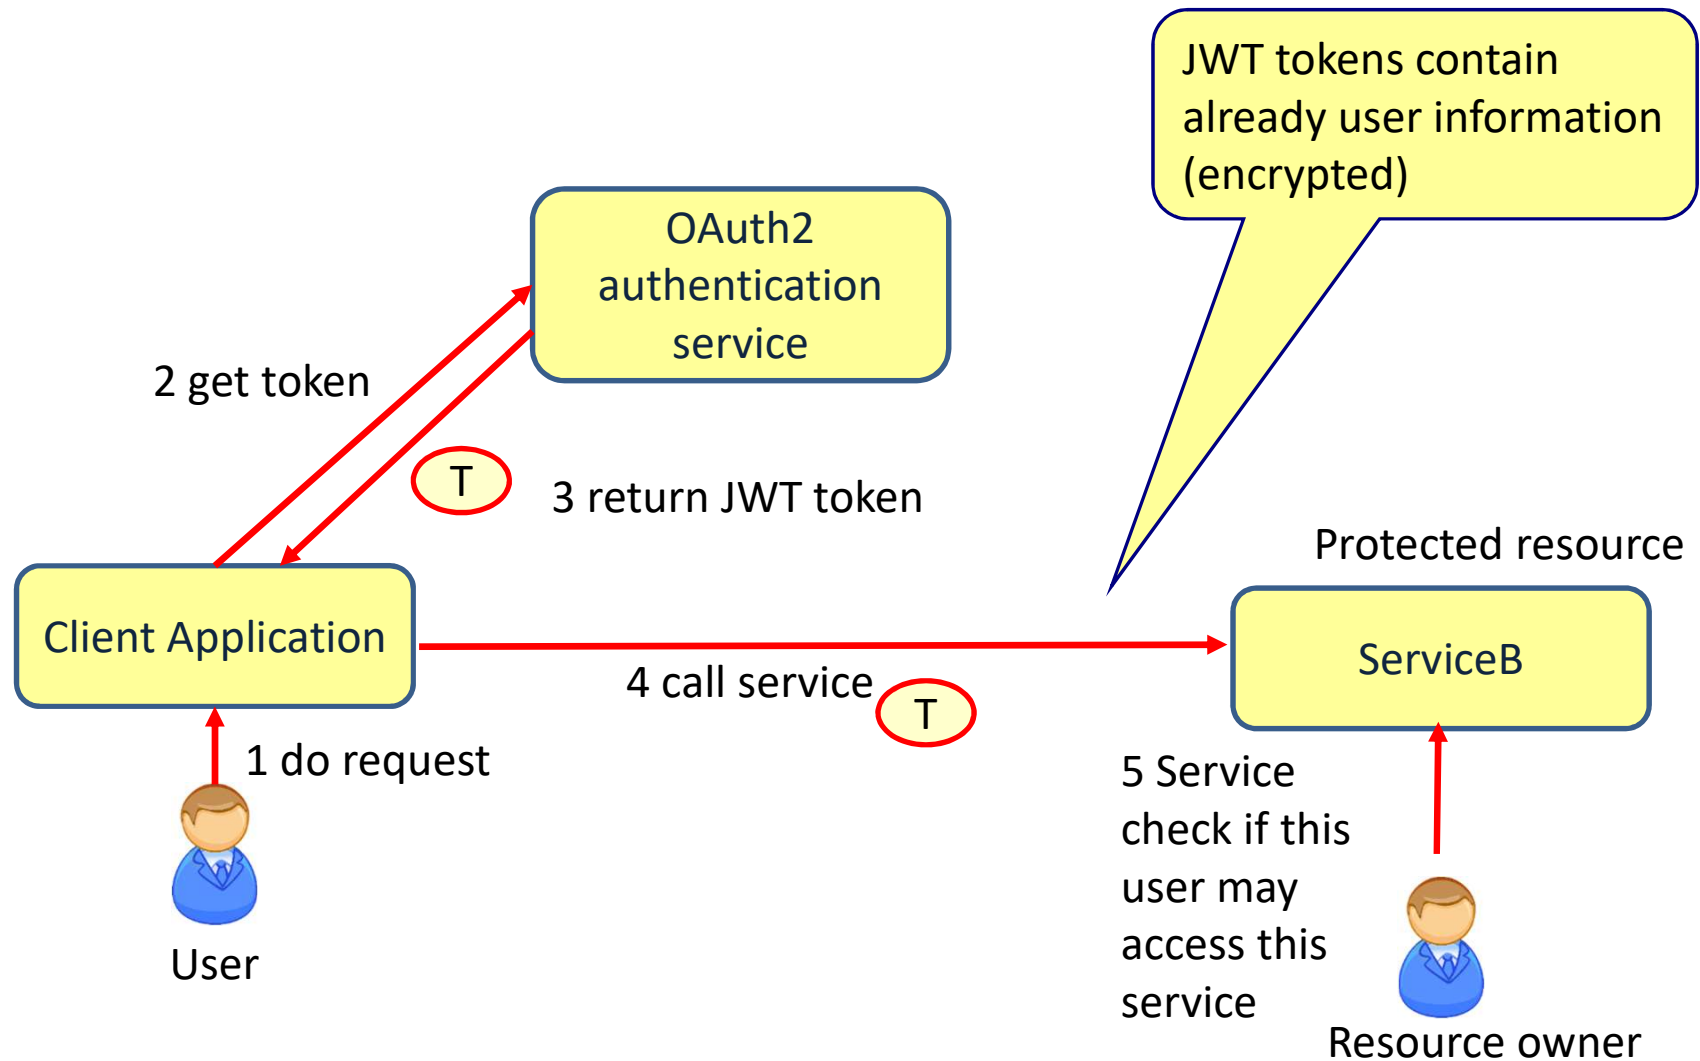 JWT tokens contain
already user information
(encrypted)
OAuth2
authentication
service
2 get token
T
3 return JWT token
Protected resource
Client Application
ServiceB
4 call service
T
1 do request
5 Service
check if this
user may
access this
service
User
Resource owner